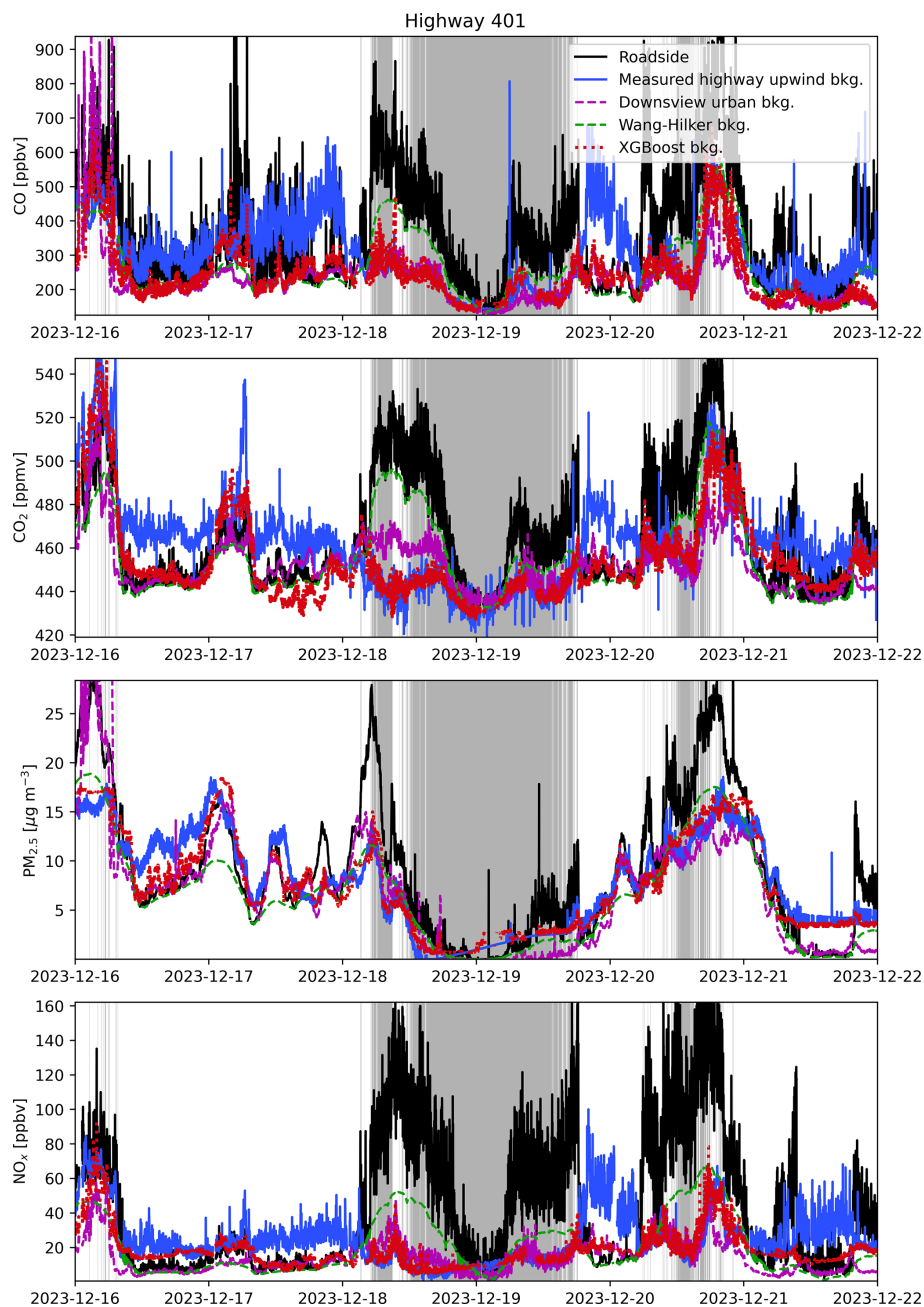 Highway 401
CO [ppbv]
900
800
700
600
500
400
300
200
Roadside
Measured highway upwind bkg.
Downsview urban bkg.
Wang-Hilker bkg.
XGBoost bkg.
2023-12-16 2023-12-17 2023-12-18 2023-12-19 2023-12-20 2023-12-21 2023-12-22
CO₂ [ppmv]
540
520
500
480
460
440
420
2023-12-16 2023-12-17 2023-12-18 2023-12-19 2023-12-20 2023-12-21 2023-12-22
PM₂.₅ [μg m⁻³]
25
20
15
10
5
2023-12-16 2023-12-17 2023-12-18 2023-12-19 2023-12-20 2023-12-21 2023-12-22
NOₓ [ppbv]
160
140
120
100
80
60
40
20
2023-12-16 2023-12-17 2023-12-18 2023-12-19 2023-12-20 2023-12-21 2023-12-22